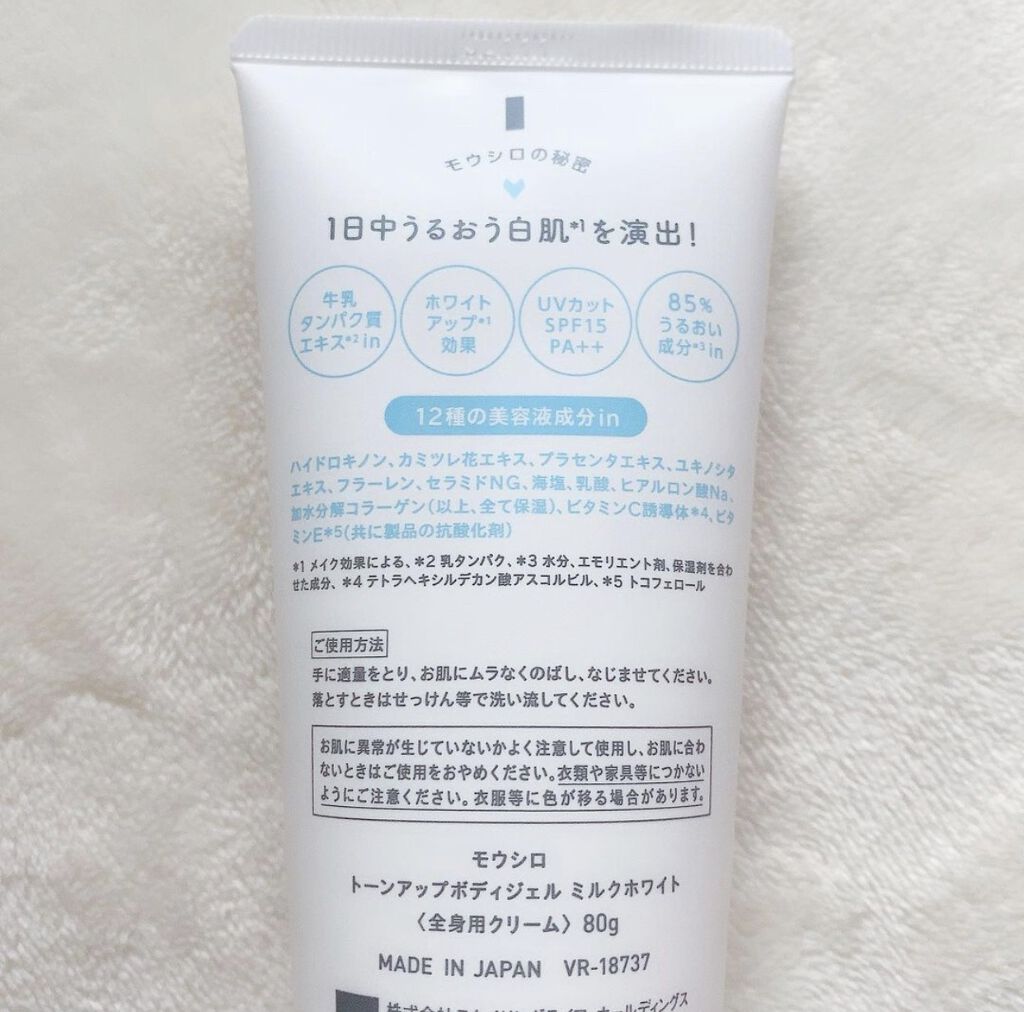 モウシロの秘密
1日中うるおう白肌*1を演出!
牛乳
タンパク質
エキス*2in
ホワイト
アップ*1
効果
UVカット
SPF15
PA++
85%
うるおい
成分*3in
12種の美容液成分in
ハイドロキノン、カミツレ花エキス、プラセンタエキス、ユキノシタ
エキス、フラーレン、セラミドNG、海塩、乳酸、ヒアルロン酸Na、
加水分解コラーゲン(以上、全て保湿)、ビタミンC誘導体*4、ビタ
ミンE*5(共に製品の抗酸化剤)
*1 メイク効果による、*2 乳タンパク、*3 水分、エモリエント剤、保湿剤を合わ
せた成分、*4 テトラヘキシルデカン酸アスコルビル、*5 トコフェロール
ご使用方法
手に適量をとり、お肌にムラなくのばし、なじませてください。
落とすときはせっけん等で洗い流してください。
お肌に異常が生じていないかよく注意して使用し、お肌に合わ
ないときはご使用をおやめください。衣類や家具等につかない
ようにご注意ください。衣服等に色が移る場合があります。
モウシロ
トーンアップボディジェル ミルクホワイト
〈全身用クリーム〉80g
MADE IN JAPAN VR-18737
株式会社